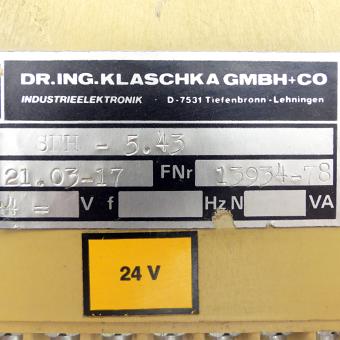 DR.ING.KLASCHKA GMBH+CO
INDUSTRIEELEKTRONIK · D-7531 Tiefenbronn-Lehningen
- 5.43
21.03-17 FNr 13934-78
= V f Hz N VA
24 V